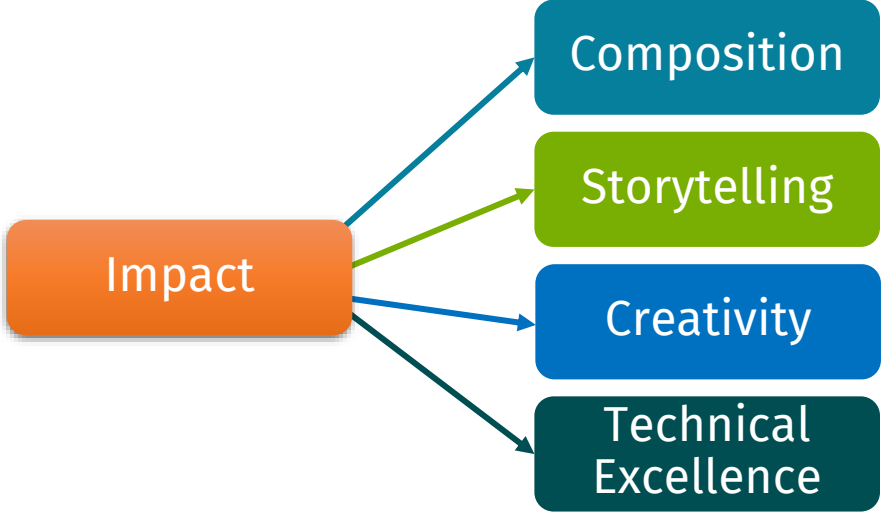 Impact
Composition
Storytelling
Creativity
Technical
Excellence